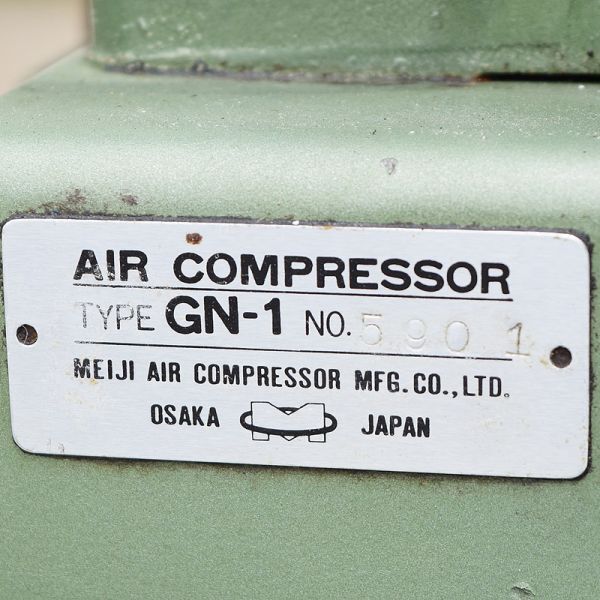 AIR COMPRESSOR
TYPE GN-1 NO. 5901
MEIJI AIR COMPRESSOR MFG.CO.,LTD.
OSAKA JAPAN